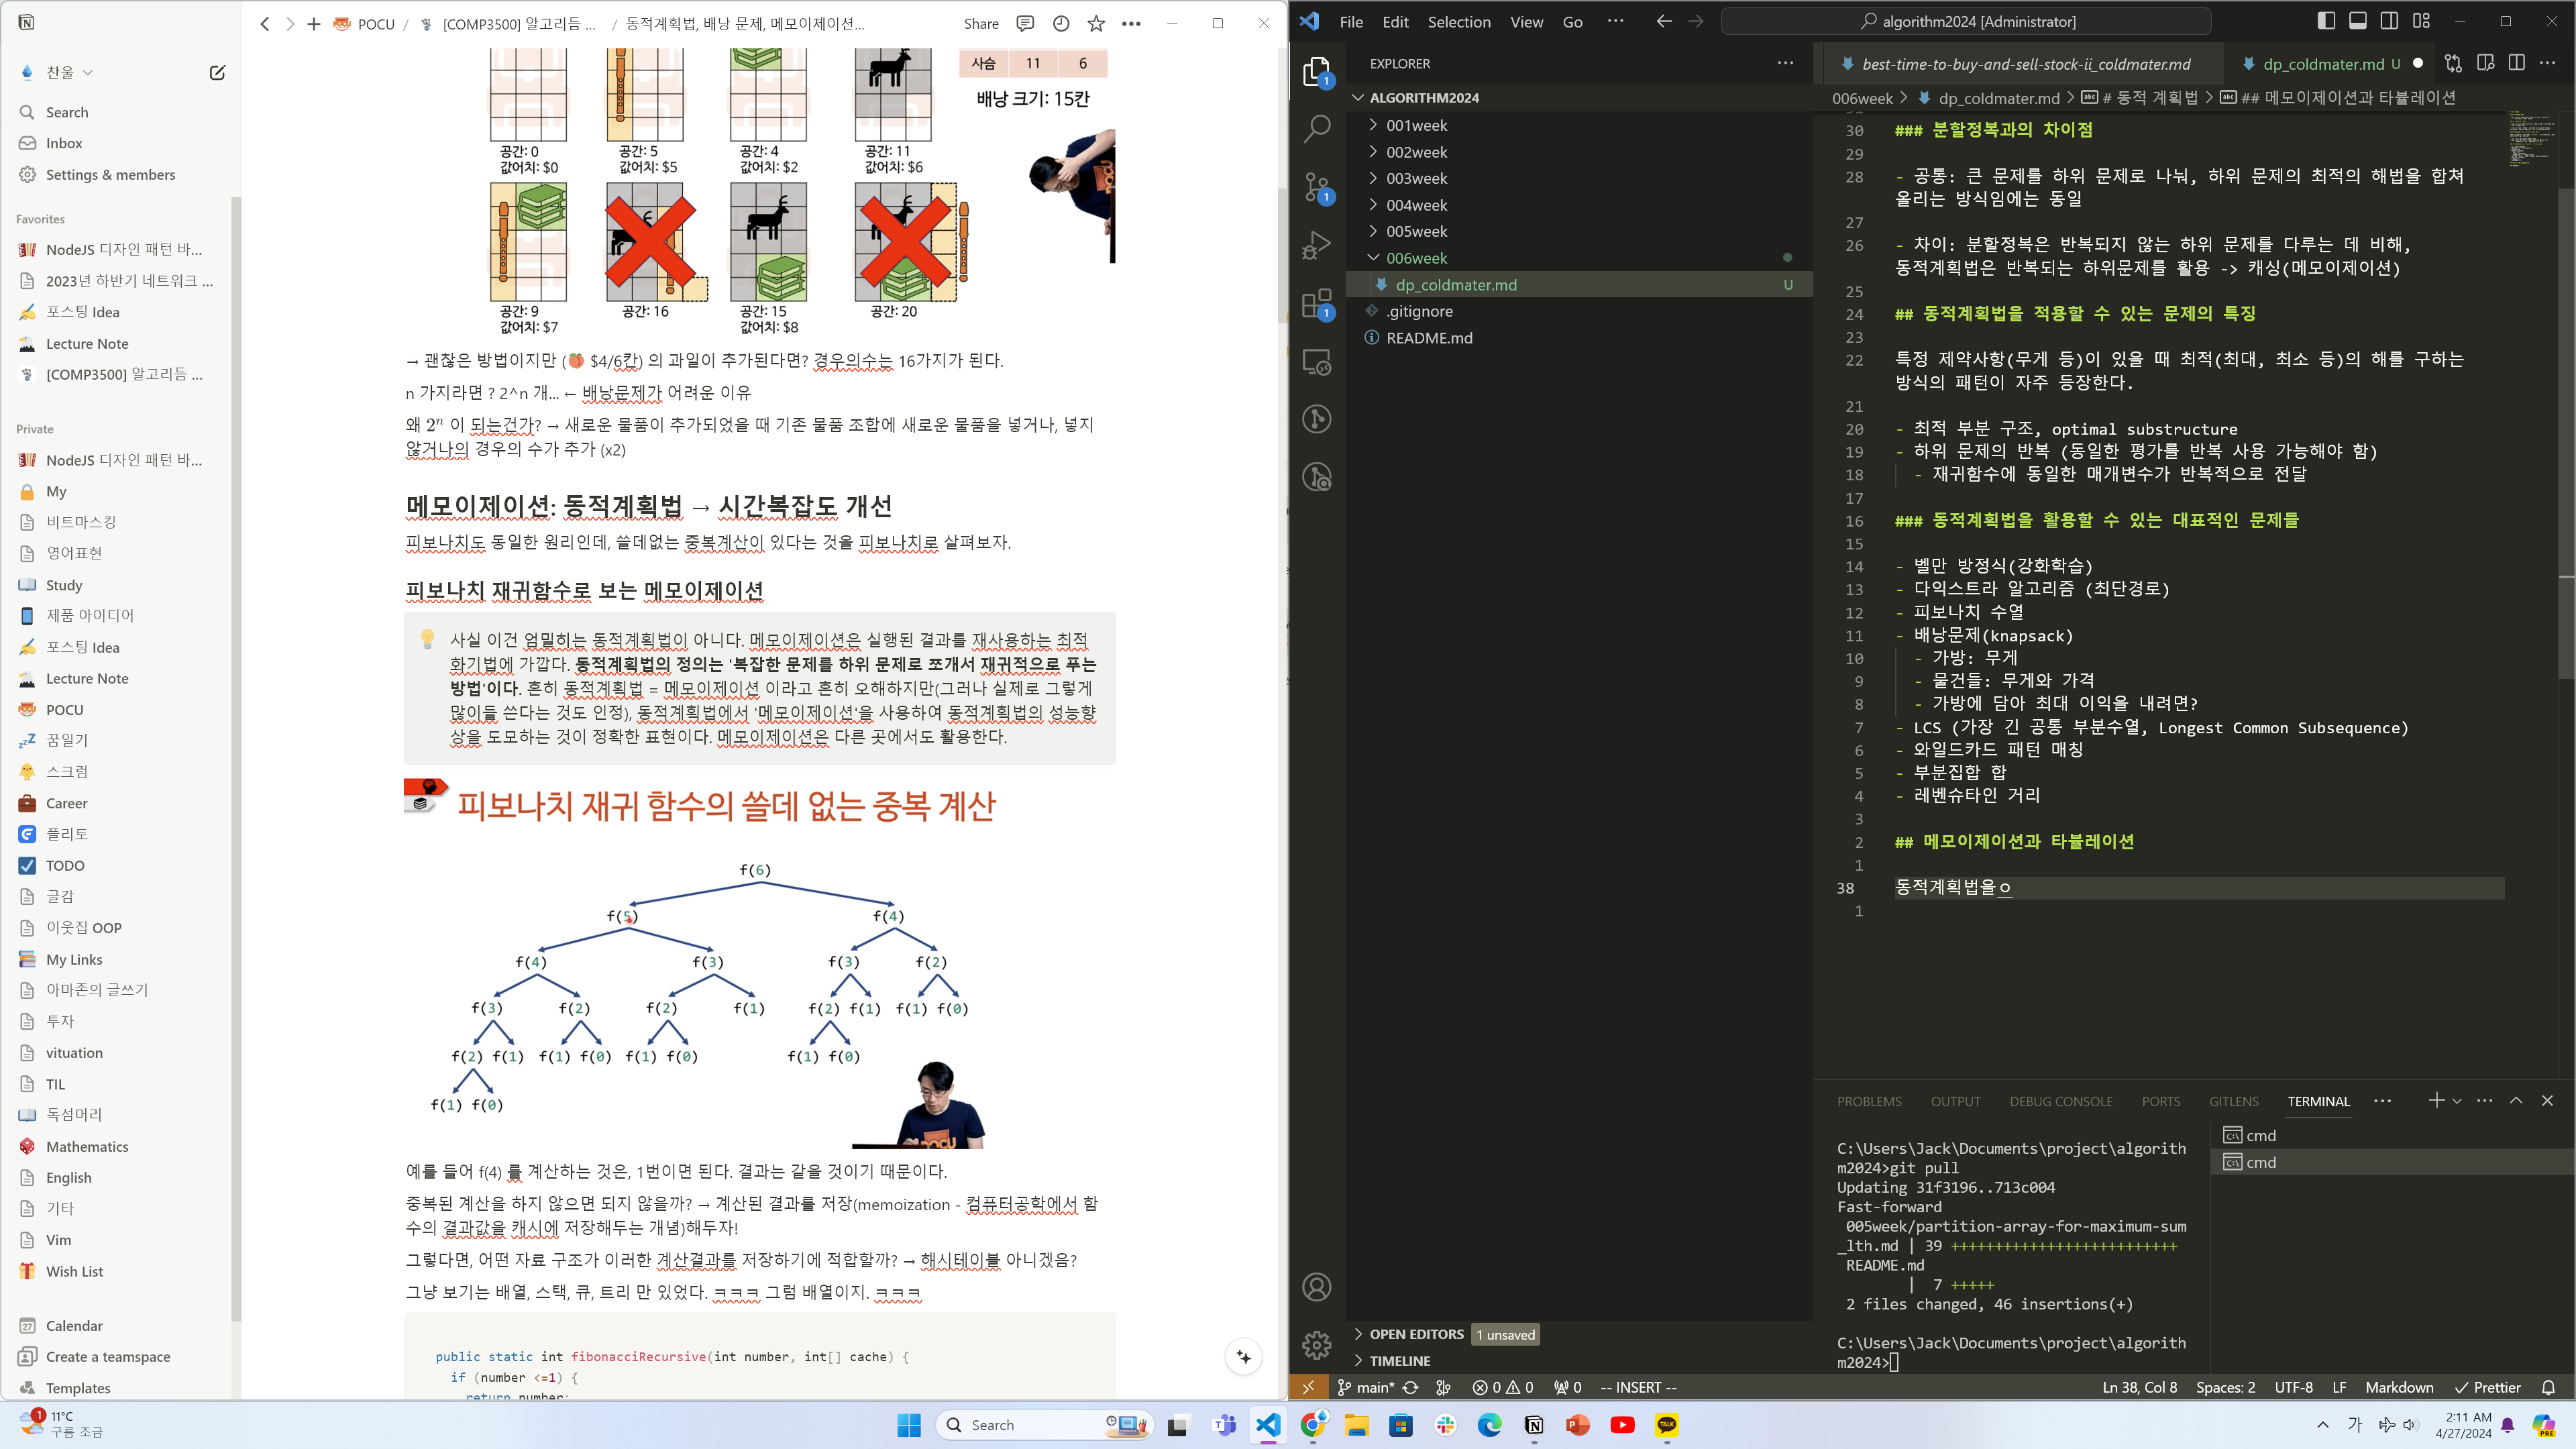 POCU / [COMP3500] 알고리듬 ... / 동적계획법, 배낭 문제, 메모이제이션...
Share
찬울
Search
Inbox
Settings & members
Favorites
NodeJS 디자인 패턴 바...
2023년 하반기 네트워크 ...
포스팅 Idea
Lecture Note
[COMP3500] 알고리듬 ...
Private
NodeJS 디자인 패턴 바...
My
비트마스킹
영어표현
Study
제품 아이디어
포스팅 Idea
Lecture Note
POCU
꿈일기
스크럼
Career
플리토
TODO
글감
이웃집 OOP
My Links
아마존의 글쓰기
투자
vituation
TIL
독섬머리
Mathematics
English
기타
Vim
Wish List
Calendar
Create a teamspace
Templates
사슴 11 6
배낭 크기: 15칸
공간: 0
값어치: $0
공간: 5
값어치: $5
공간: 4
값어치: $2
공간: 11
값어치: $6
공간: 9
값어치: $7
공간: 16
공간: 15
값어치: $8
공간: 20
→ 괜찮은 방법이지만 (🍑 $4/6칸) 의 과일이 추가된다면? 경우의수는 16가지가 된다.
n 가지라면 ? 2^n 개... ← 배낭문제가 어려운 이유
왜 2ⁿ 이 되는건가? → 새로운 물품이 추가되었을 때 기존 물품 조합에 새로운 물품을 넣거나, 넣지
않거나의 경우의 수가 추가 (x2)
메모이제이션: 동적계획법 → 시간복잡도 개선
피보나치도 동일한 원리인데, 쓸데없는 중복계산이 있다는 것을 피보나치로 살펴보자.
피보나치 재귀함수로 보는 메모이제이션
사실 이건 엄밀히는 동적계획법이 아니다. 메모이제이션은 실행된 결과를 재사용하는 최적
화기법에 가깝다. 동적계획법의 정의는 '복잡한 문제를 하위 문제로 쪼개서 재귀적으로 푸는
방법'이다. 흔히 동적계획법 = 메모이제이션 이라고 흔히 오해하지만(그러나 실제로 그렇게
많이들 쓴다는 것도 인정), 동적계획법에서 '메모이제이션'을 사용하여 동적계획법의 성능향
상을 도모하는 것이 정확한 표현이다. 메모이제이션은 다른 곳에서도 활용한다.
피보나치 재귀 함수의 쓸데 없는 중복 계산
f(6)
f(5) f(4)
f(4) f(3) f(3) f(2)
f(3) f(2) f(2) f(1) f(2) f(1) f(1) f(0)
f(2) f(1) f(1) f(0) f(1) f(0) f(1) f(0)
f(1) f(0)
예를 들어 f(4) 를 계산하는 것은, 1번이면 된다. 결과는 같을 것이기 때문이다.
중복된 계산을 하지 않으면 되지 않을까? → 계산된 결과를 저장(memoization - 컴퓨터공학에서 함
수의 결과값을 캐시에 저장해두는 개념)해두자!
그렇다면, 어떤 자료 구조가 이러한 계산결과를 저장하기에 적합할까? → 해시테이블 아니겠음?
그냥 보기는 배열, 스택, 큐, 트리 만 있었다. ㅋㅋㅋ 그럼 배열이지. ㅋㅋㅋ
public static int fibonacciRecursive(int number, int[] cache) {
if (number <=1) {
return number;
File Edit Selection View Go ...
algorithm2024 [Administrator]
EXPLORER
ALGORITHM2024
001week
002week
003week
004week
005week
006week
dp_coldmater.md U
.gitignore
README.md
OPEN EDITORS 1 unsaved
TIMELINE
best-time-to-buy-and-sell-stock-ii_coldmater.md
dp_coldmater.md U
006week > dp_coldmater.md > # 동적 계획법 > ## 메모이제이션과 타뷸레이션
30 ### 분할정복과의 차이점
29
28 - 공통: 큰 문제를 하위 문제로 나눠, 하위 문제의 최적의 해법을 합쳐
올리는 방식임에는 동일
27
26 - 차이: 분할정복은 반복되지 않는 하위 문제를 다루는 데 비해,
동적계획법은 반복되는 하위문제를 활용 -> 캐싱(메모이제이션)
25
24 ## 동적계획법을 적용할 수 있는 문제의 특징
23
22 특정 제약사항(무게 등)이 있을 때 최적(최대, 최소 등)의 해를 구하는
방식의 패턴이 자주 등장한다.
21
20 - 최적 부분 구조, optimal substructure
19 - 하위 문제의 반복 (동일한 평가를 반복 사용 가능해야 함)
18 - 재귀함수에 동일한 매개변수가 반복적으로 전달
17
16 ### 동적계획법을 활용할 수 있는 대표적인 문제들
15
14 - 벨만 방정식(강화학습)
13 - 다익스트라 알고리즘 (최단경로)
12 - 피보나치 수열
11 - 배낭문제(knapsack)
10 - 가방: 무게
9 - 물건들: 무게와 가격
8 - 가방에 담아 최대 이익을 내려면?
7 - LCS (가장 긴 공통 부분수열, Longest Common Subsequence)
6 - 와일드카드 패턴 매칭
5 - 부분집합 합
4 - 레벤슈타인 거리
3
2 ## 메모이제이션과 타뷸레이션
1
38 동적계획법을ㅇ
1
PROBLEMS OUTPUT DEBUG CONSOLE PORTS GITLENS TERMINAL ...
cmd
cmd
C:\Users\Jack\Documents\project\algorith
m2024>git pull
Updating 31f3196..713c004
Fast-forward
005week/partition-array-for-maximum-sum
_lth.md | 39 ++++++++++++++++++++++++++
README.md
| 7 +++++
2 files changed, 46 insertions(+)
C:\Users\Jack\Documents\project\algorith
m2024>
main* 0 0 0 -- INSERT --
Ln 38, Col 8 Spaces: 2 UTF-8 LF Markdown Prettier
1
11°C
구름 조금
Search
가
2:11 AM
4/27/2024